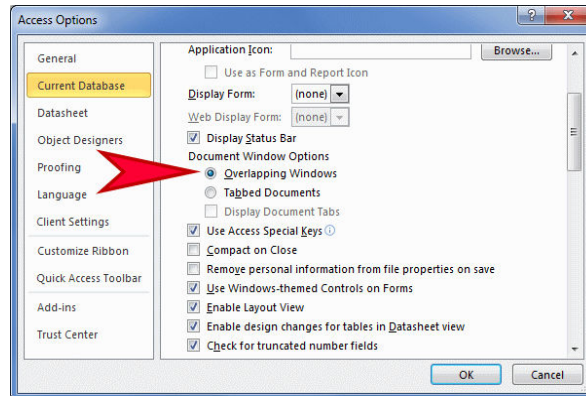 Access Options
General
Current Database
Datasheet
Object Designers
Proofing
Language
Client Settings
Customize Ribbon
Quick Access Toolbar
Add-ins
Trust Center
Application Icon:
Browse...
Use as Form and Report Icon
Display Form: (none)
Web Display Form: (none)
Display Status Bar
Document Window Options
Overlapping Windows
Tabbed Documents
Display Document Tabs
Use Access Special Keys
Compact on Close
Remove personal information from file properties on save
Use Windows-themed Controls on Forms
Enable Layout View
Enable design changes for tables in Datasheet view
Check for truncated number fields
OK Cancel